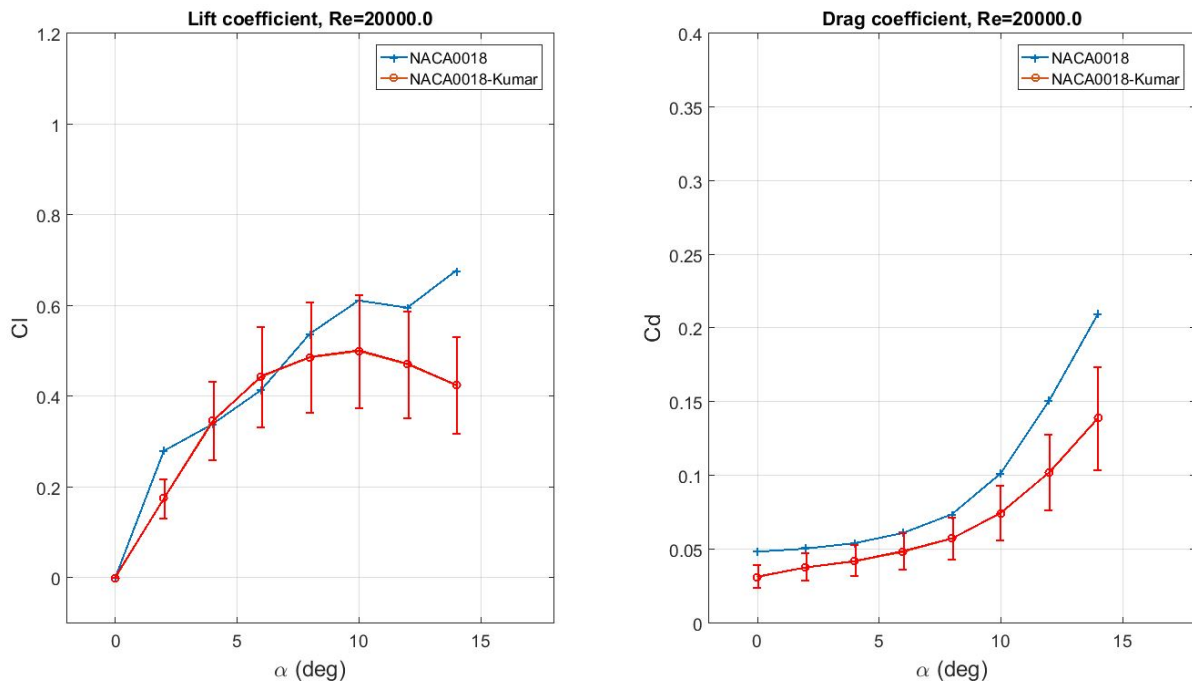 Lift coefficient, Re=20000.0
1.2
1
0.8
0.6
0.4
0.2
0
Cl
0
5
10
15
α (deg)
NACA0018
NACA0018-Kumar
Drag coefficient, Re=20000.0
0.4
0.35
0.3
0.25
0.2
0.15
0.1
0.05
0
Cd
0
5
10
15
α (deg)
NACA0018
NACA0018-Kumar